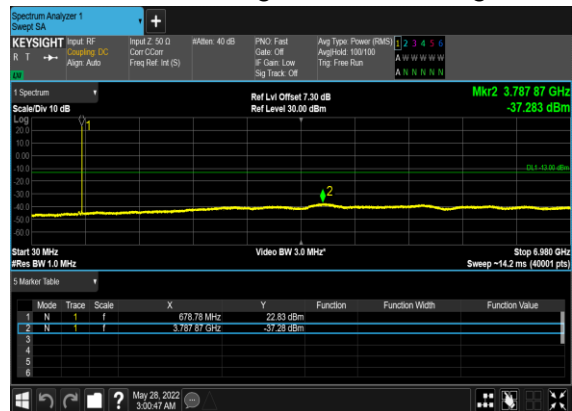 Spectrum Analyzer 1
Swept SA
+
KEYSIGHT Input: RF Input Z: 50 Ω #Atten: 40 dB PNO: Fast Avg Type: Power (RMS) 1 2 3 4 5 6
R T Coupling: DC Corr CCorr Gate: Off Avg|Hold: 100/100 A W W W W W
Align: Auto Freq Ref: Int (S) IF Gain: Low Trig: Free Run
Sig Track: Off A N N N N N
1 Spectrum Ref Lvl Offset 7.30 dB Mkr2 3.787 87 GHz
Scale/Div 10 dB Ref Level 30.00 dBm -37.283 dBm
Log
20.0
10.0
0.00
-10.0
-20.0
-30.0
-40.0
-50.0
-60.0
1
DL1 -13.00 dBm
2
Start 30 MHz Video BW 3.0 MHz* Stop 6.980 GHz
#Res BW 1.0 MHz Sweep ~14.2 ms (40001 pts)
5 Marker Table
Mode Trace Scale X Y Function Function Width Function Value
1 N 1 f 678.78 MHz 22.83 dBm
2 N 1 f 3.787 87 GHz -37.28 dBm
3
4
5
6
? May 28, 2022
3:00:47 AM